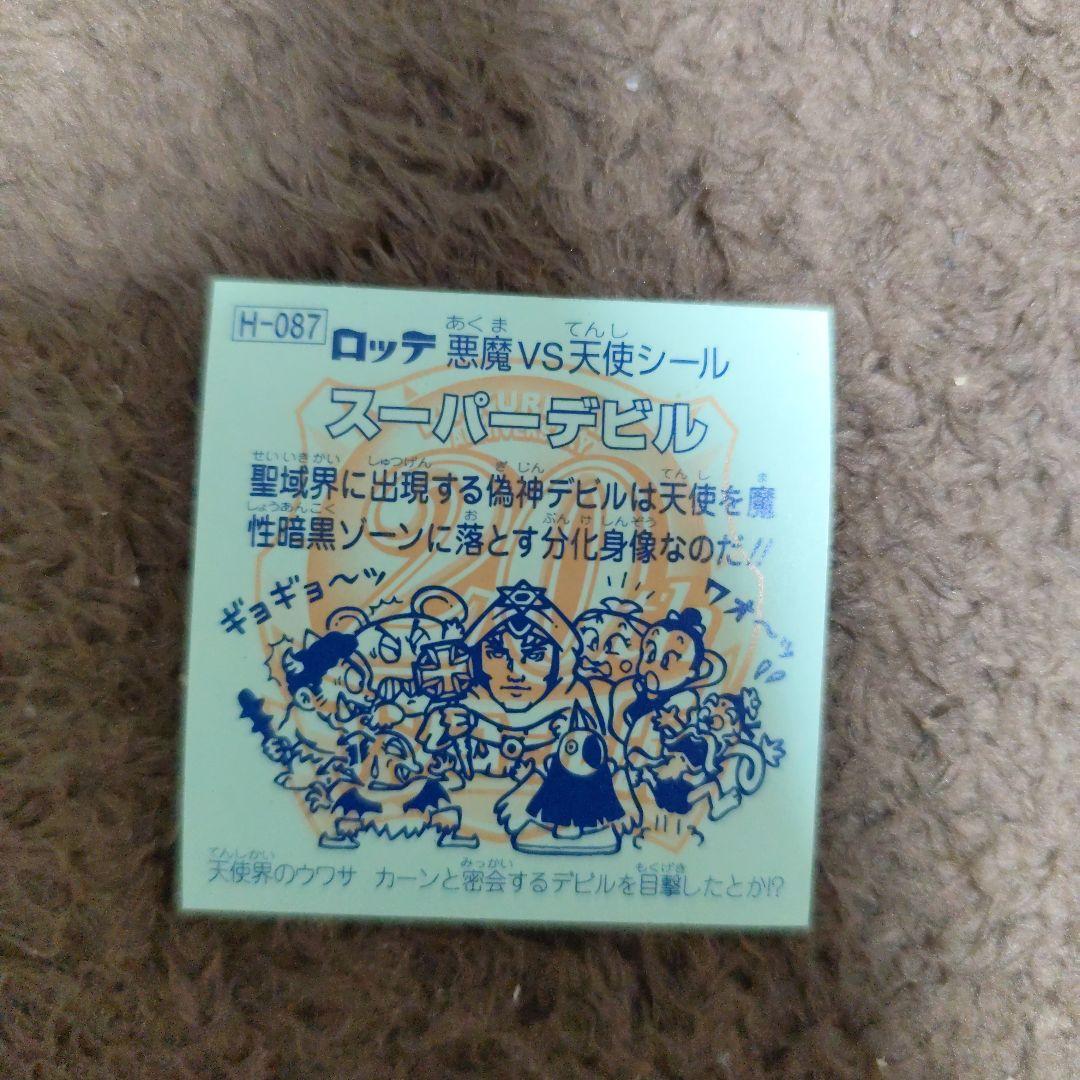 H-087
ロッテ 悪魔VS天使シール
スーパーデビル
聖域界に出現する偽神デビルは天使を魔
性暗黒ゾーンに落とす分化身像なのだ!!
ギョギョ〜ッ
ワォ〜ッ
天使界のウワサ カーンと密会するデビルを目撃したとか!?